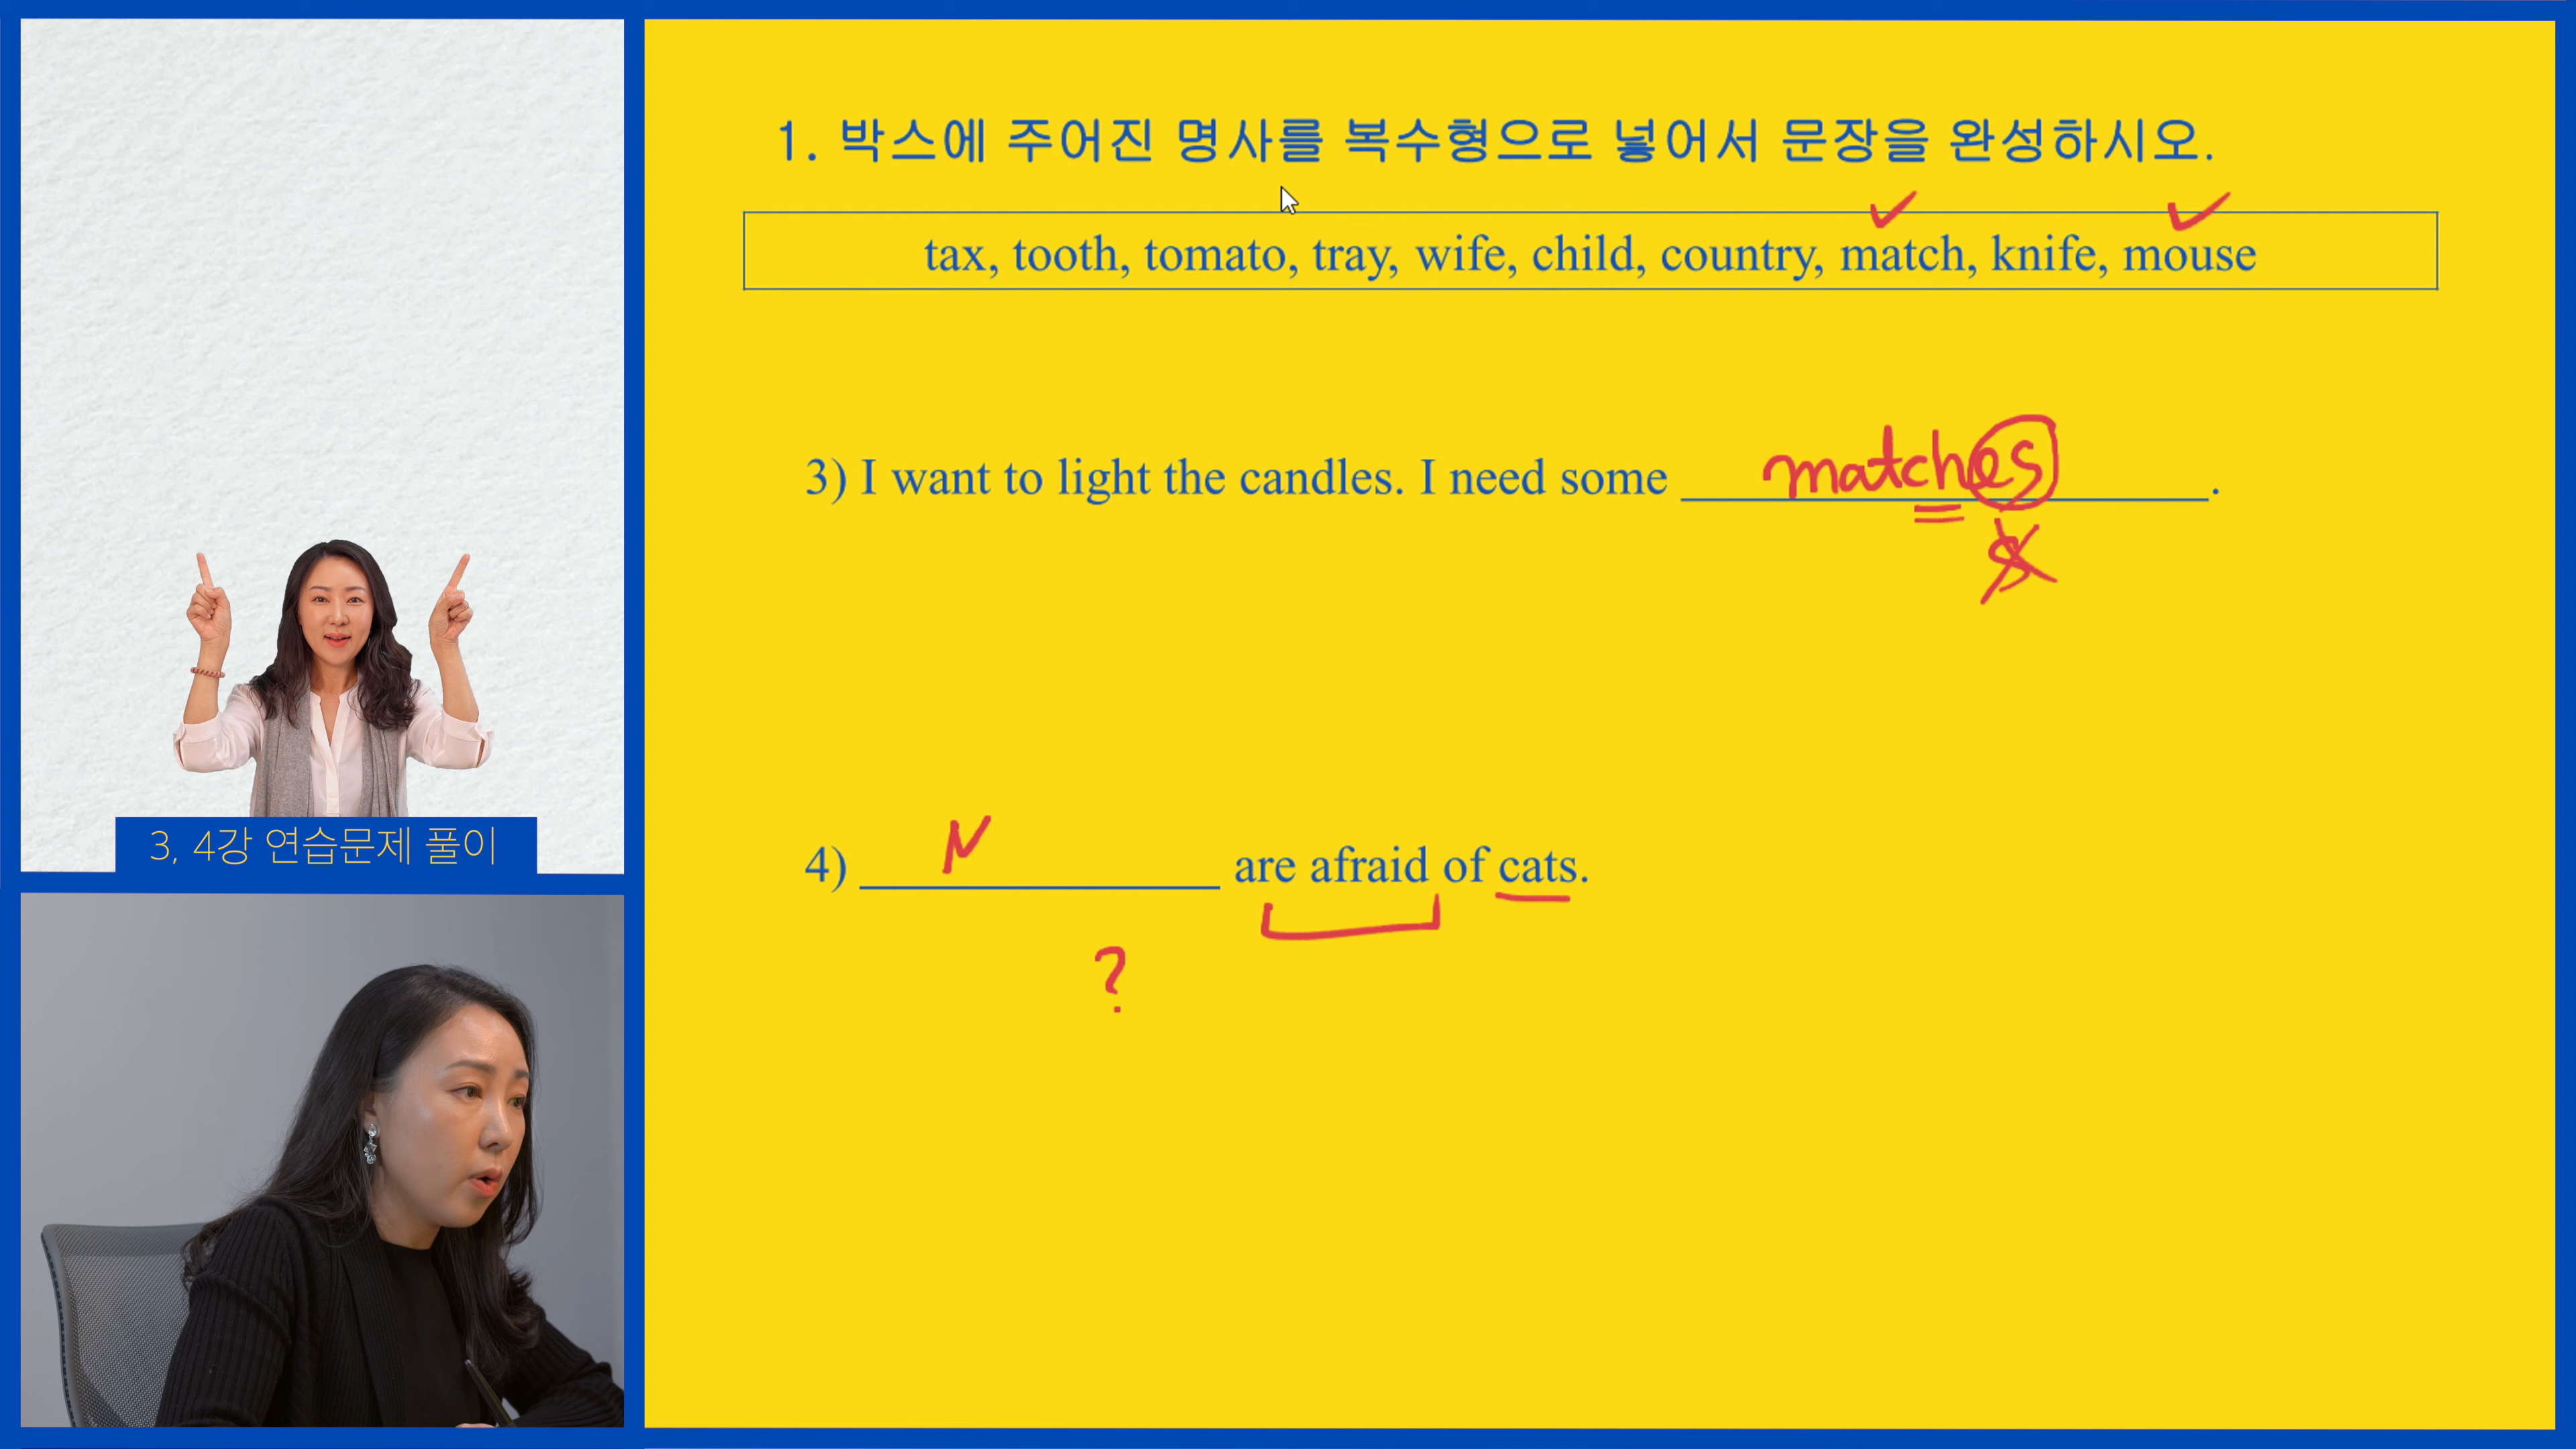 1. 박스에 주어진 명사를 복수형으로 넣어서 문장을 완성하시오.
tax, tooth, tomato, tray, wife, child, country, match, knife, mouse
3) I want to light the candles. I need some matches.
s
3, 4강 연습문제 풀이
4) N are afraid of cats.
?